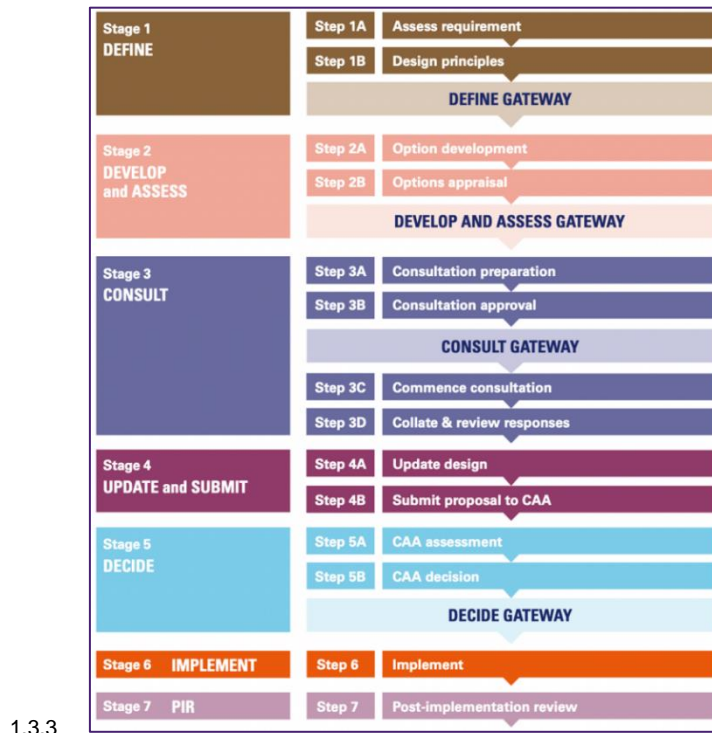 Stage 1
DEFINE
Step 1A Assess requirement
Step 1B Design principles
DEFINE GATEWAY
Stage 2
DEVELOP
and ASSESS
Step 2A Option development
Step 2B Options appraisal
DEVELOP AND ASSESS GATEWAY
Stage 3
CONSULT
Step 3A Consultation preparation
Step 3B Consultation approval
CONSULT GATEWAY
Step 3C Commence consultation
Step 3D Collate & review responses
Stage 4
UPDATE and SUBMIT
Step 4A Update design
Step 4B Submit proposal to CAA
Stage 5
DECIDE
Step 5A CAA assessment
Step 5B CAA decision
DECIDE GATEWAY
Stage 6 IMPLEMENT Step 6 Implement
Stage 7 PIR Step 7 Post-implementation review
1.3.3